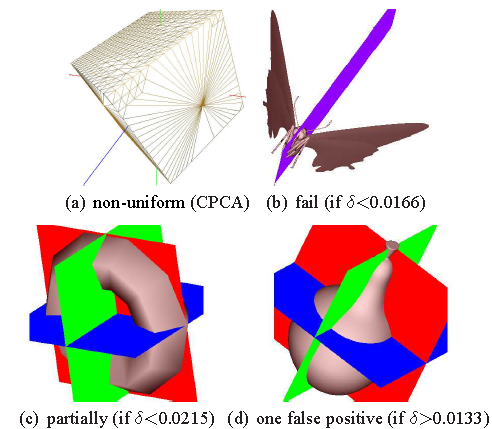 (a) non-uniform (CPCA) (b) fail (if δ<0.0166)
(c) partially (if δ<0.0215) (d) one false positive (if δ>0.0133)